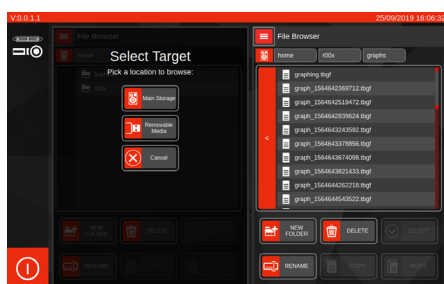 V:0.0.1.1
25/09/2019 16:06:32
File Browser
home
Select Target
Pick a location to browse:
r00x
Main Storage
Removable
Media
Cancel
NEW
FOLDER
DELETE
RENAME
File Browser
home
r00x
graphs
graphing.tbgf
graph_1564642369712.tbgf
graph_1564642519472.tbgf
graph_1564642839624.tbgf
graph_1564643243592.tbgf
graph_1564643378856.tbgf
graph_1564643674098.tbgf
graph_1564643821433.tbgf
graph_1564644262218.tbgf
graph_1564644543522.tbgf
<
NEW
FOLDER
DELETE
SELECT
RENAME
COPY
PASTE